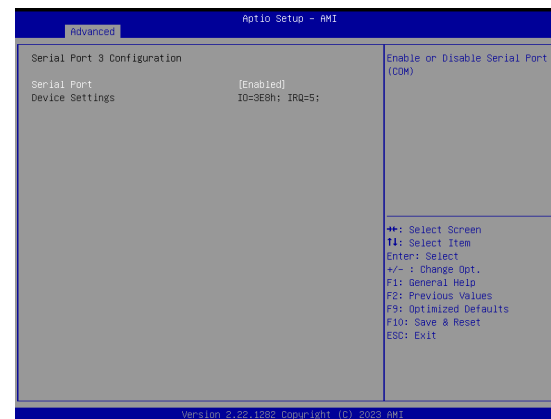 Aptio Setup - AMI
Advanced
Serial Port 3 Configuration
Serial Port [Enabled]
Device Settings IO=3E8h; IRQ=5;
Enable or Disable Serial Port
(COM)
→←: Select Screen
↑↓: Select Item
Enter: Select
+/- : Change Opt.
F1: General Help
F2: Previous Values
F9: Optimized Defaults
F10: Save & Reset
ESC: Exit
Version 2.22.1282 Copyright (C) 2023 AMI